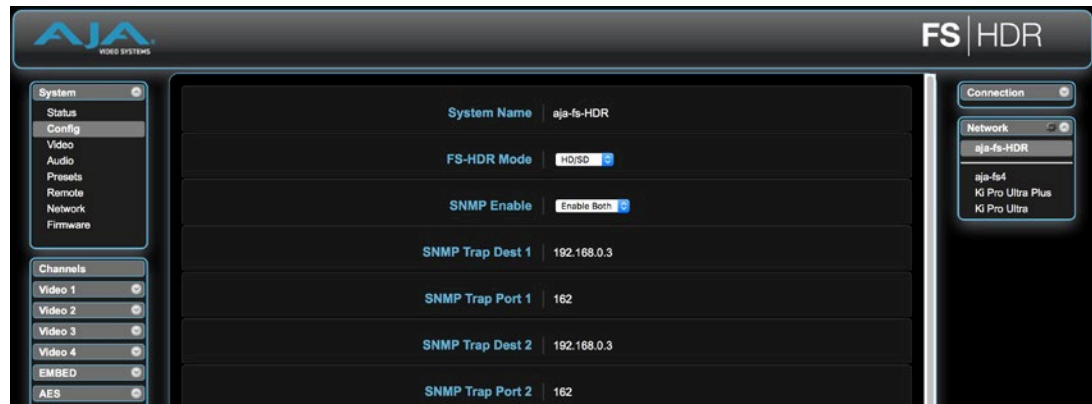 AJA
VIDEO SYSTEMS
FS|HDR
System
Status
Config
Video
Audio
Presets
Remote
Network
Firmware
Channels
Video 1
Video 2
Video 3
Video 4
EMBED
AES
System Name aja-fs-HDR
FS-HDR Mode HD/SD
SNMP Enable Enable Both
SNMP Trap Dest 1 192.168.0.3
SNMP Trap Port 1 162
SNMP Trap Dest 2 192.168.0.3
SNMP Trap Port 2 162
Connection
Network
aja-fs-HDR
aja-fs4
Ki Pro Ultra Plus
Ki Pro Ultra